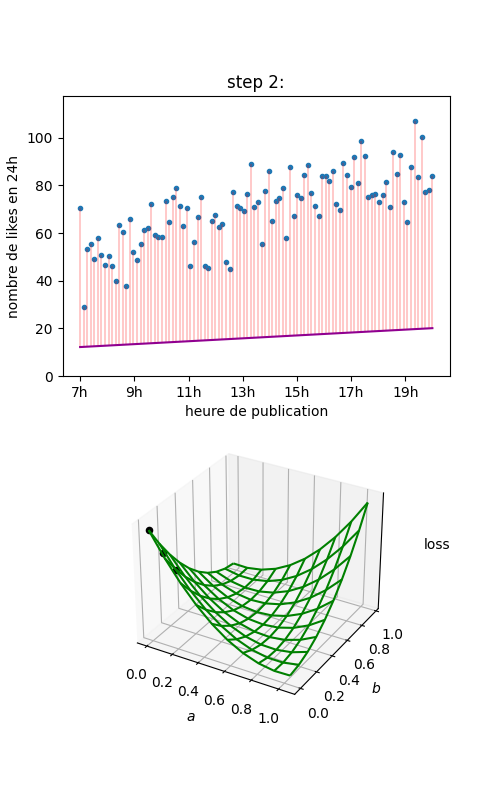 step 2:
nombre de likes en 24h
100
80
60
40
20
0
7h 9h 11h 13h 15h 17h 19h
heure de publication
loss
0.0 0.2 0.4 0.6 0.8 1.0
a
0.0 0.2 0.4 0.6 0.8 1.0
b